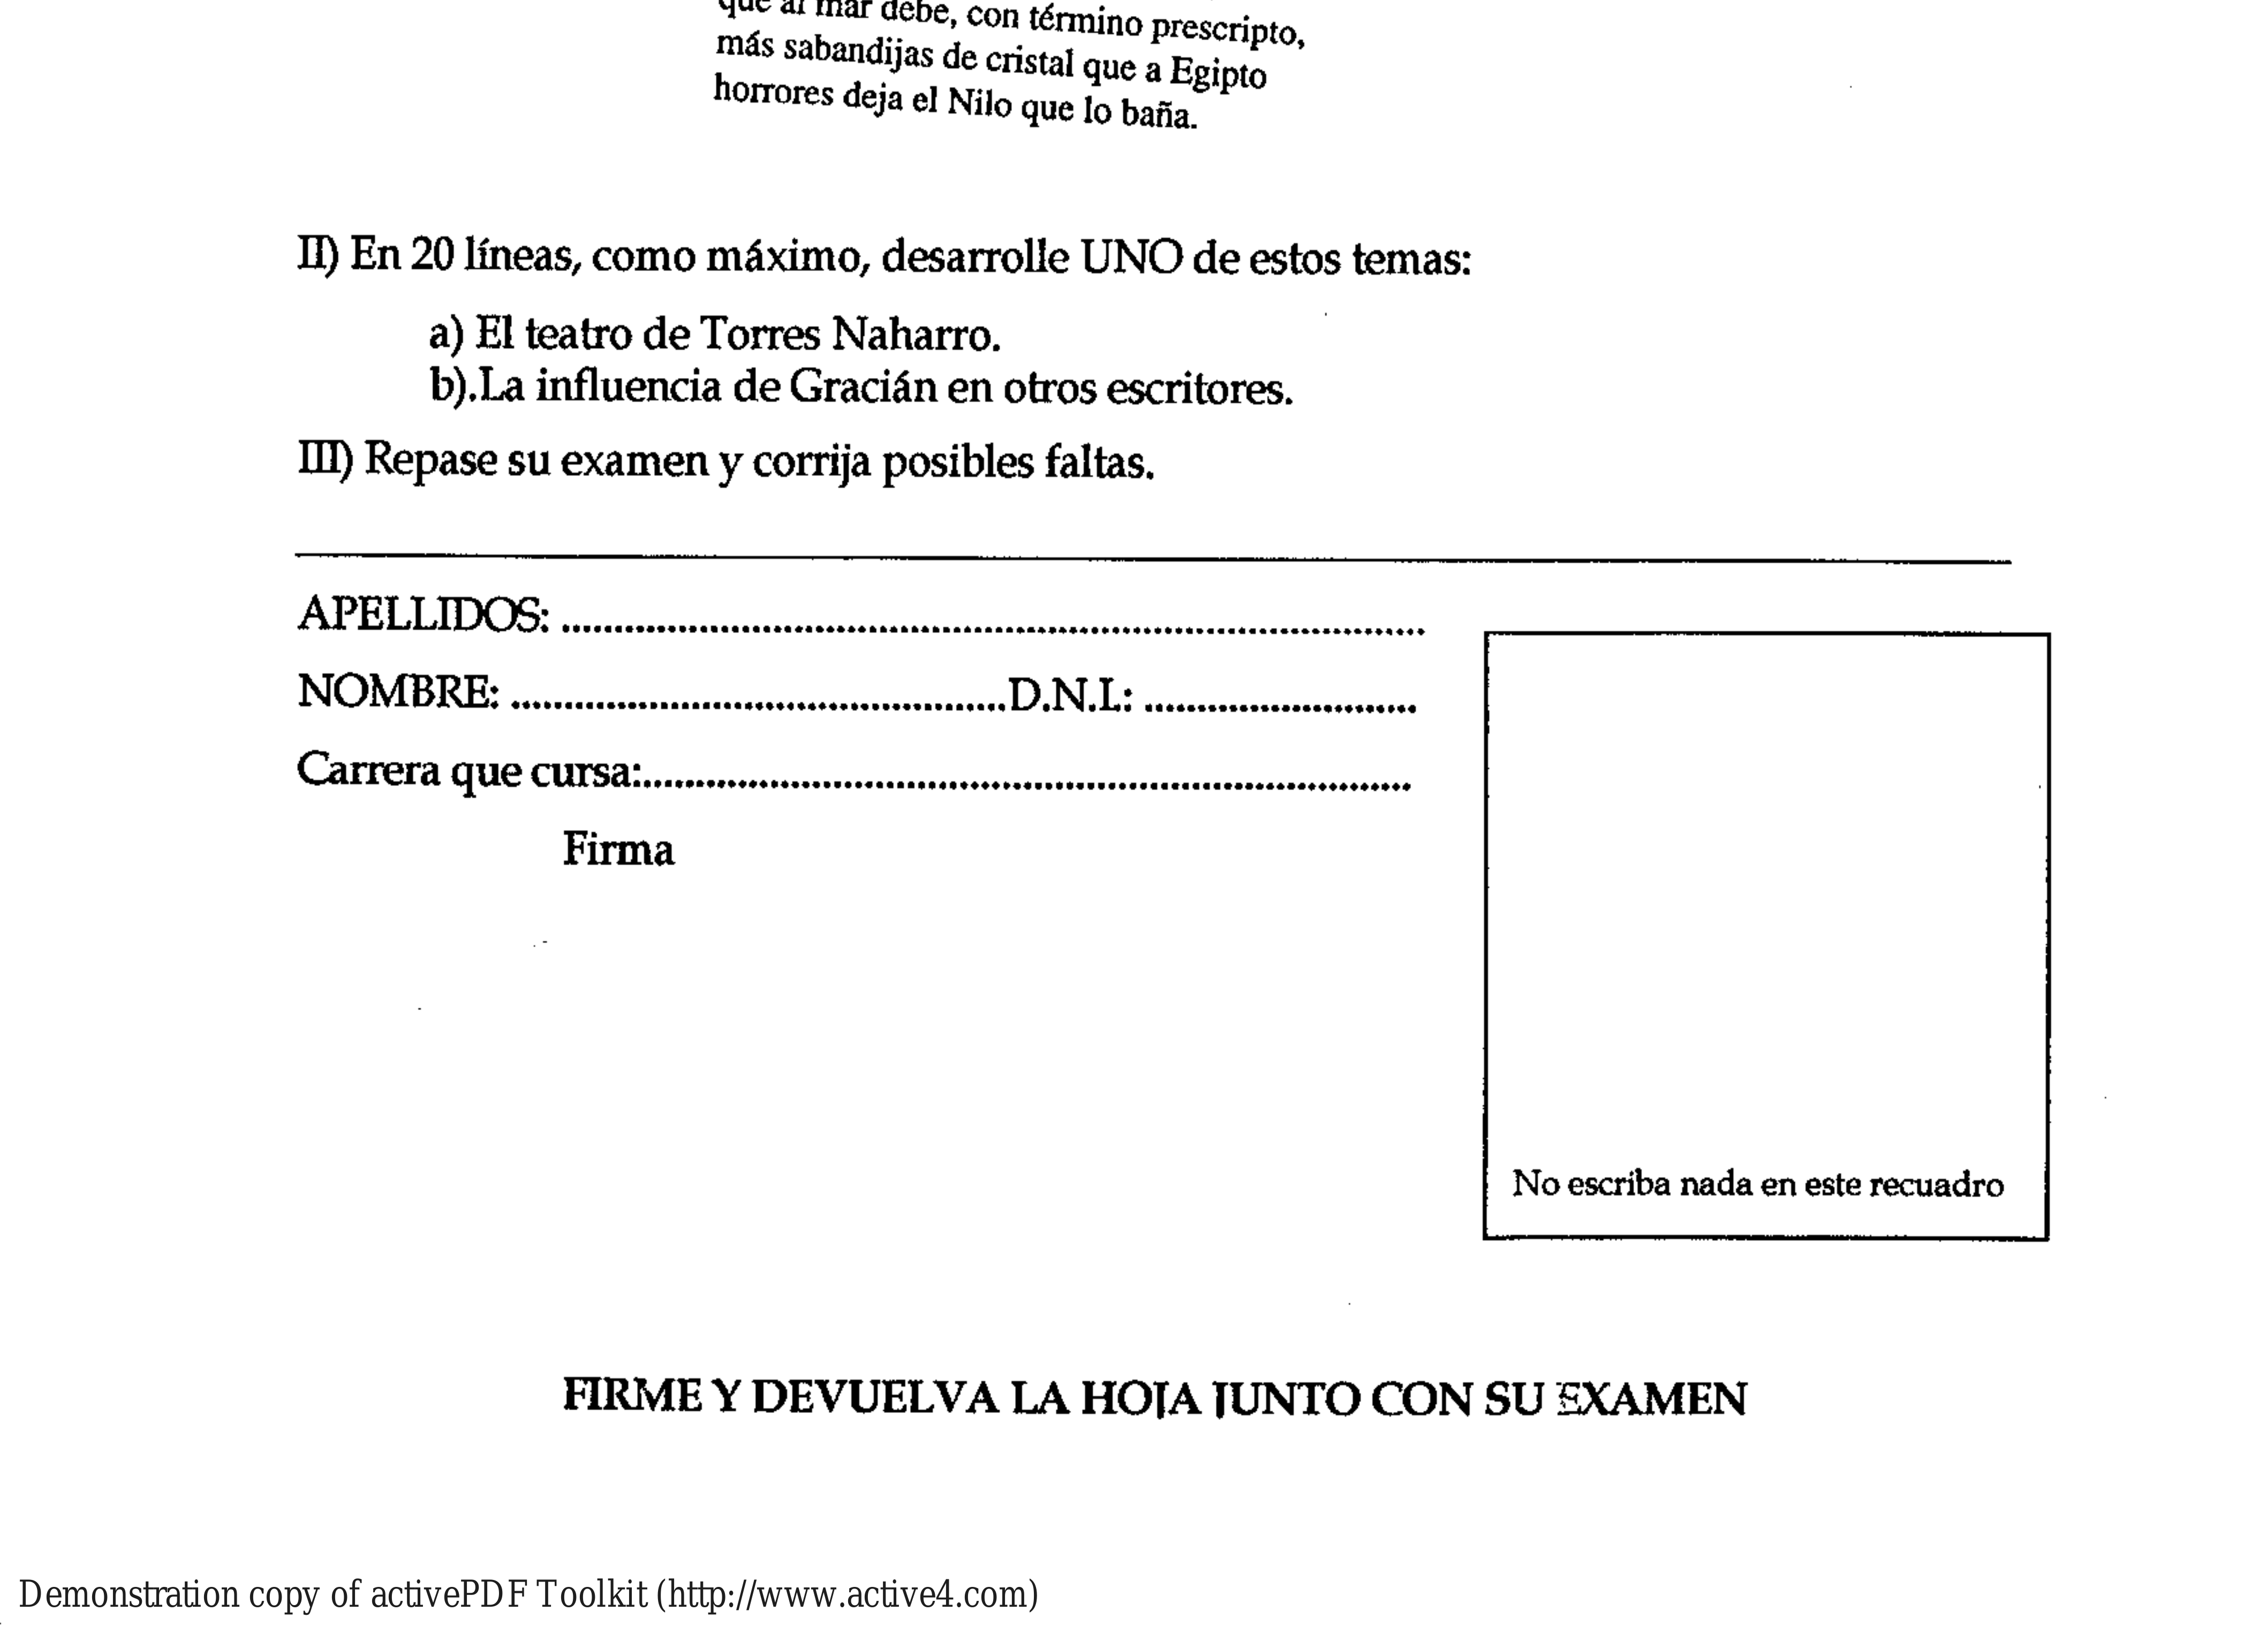 que al mar debe, con término prescripto,
más sabandijas de cristal que a Egipto
horrores deja el Nilo que lo baña.
II) En 20 líneas, como máximo, desarrolle UNO de estos temas:
a) El teatro de Torres Naharro.
b).La influencia de Gracián en otros escritores.
III) Repase su examen y corrija posibles faltas.
APELLIDOS: ................................................................................
NOMBRE: ...............................................D.N.I.: ..........................
Carrera que cursa:.........................................................................
Firma
No escriba nada en este recuadro
FIRME Y DEVUELVA LA HOJA JUNTO CON SU EXAMEN
Demonstration copy of activePDF Toolkit (http://www.active4.com)